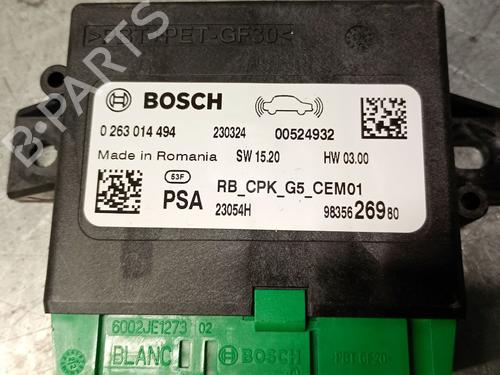 >PBT+PET-GF30<
B-PARTS
BOSCH
0 263 014 494 230324 00524932
Made in Romania SW 15.20 HW 03.00
53F RB_CPK_G5_CEM01
PSA 23054H 98356 269 80
6002JE1273 02
BLANC BOSCH >PBT-GF20<